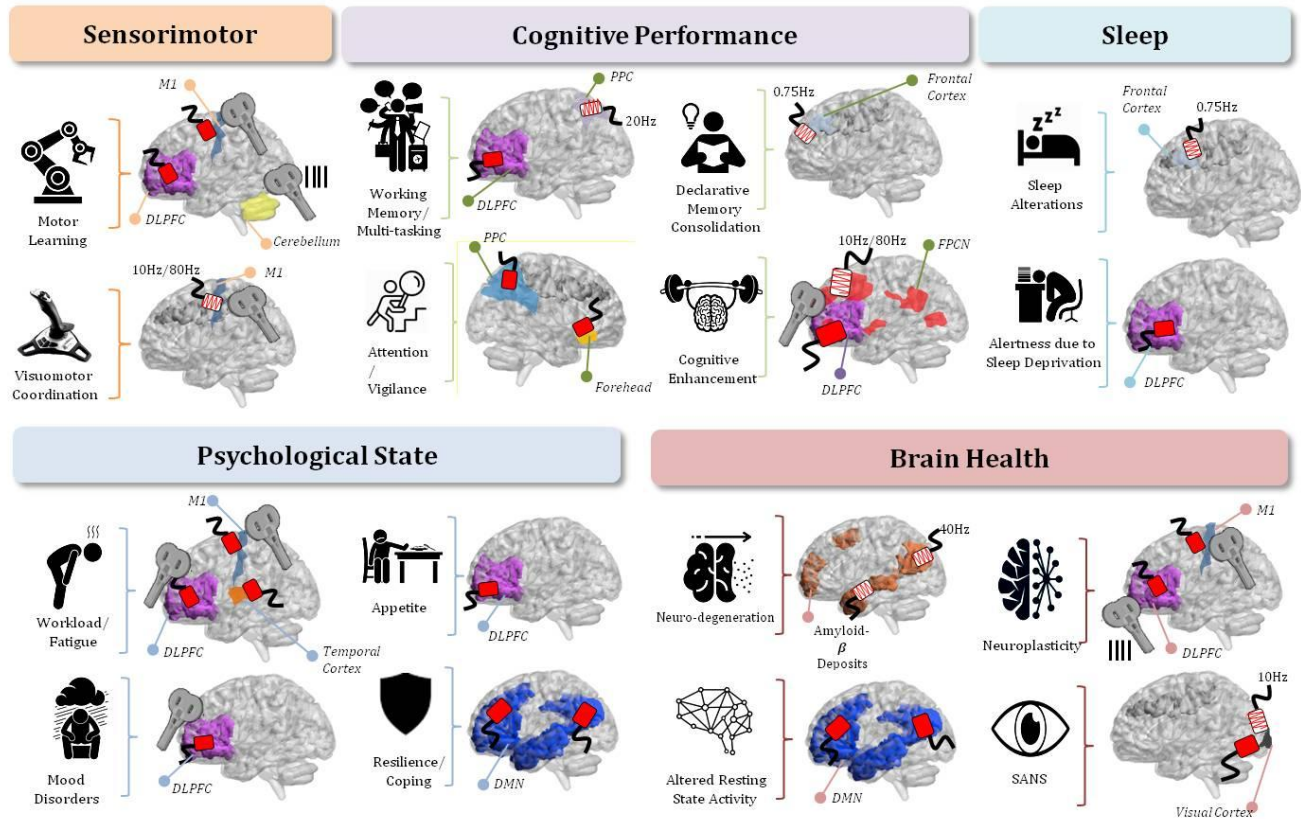 Sensorimotor
M1
Motor
Learning
DLPFC
Cerebellum
10Hz/80Hz
M1
Visuomotor
Coordination
Cognitive Performance
PPC
20Hz
Working
Memory/
Multi-tasking
DLPFC
0.75Hz
Frontal
Cortex
Declarative
Memory
Consolidation
PPC
Attention
/
Vigilance
Forehead
10Hz/80Hz
FPCN
Cognitive
Enhancement
DLPFC
Sleep
zzz
Frontal
Cortex
0.75Hz
Sleep
Alterations
Alertness due to
Sleep Deprivation
DLPFC
Psychological State
M1
Workload/
Fatigue
DLPFC
Temporal
Cortex
Appetite
DLPFC
Mood
Disorders
DLPFC
Resilience/
Coping
DMN
Brain Health
40Hz
Neuro-degeneration
Amyloid-
β
Deposits
M1
Neuroplasticity
DLPFC
Altered Resting
State Activity
DMN
10Hz
SANS
Visual Cortex